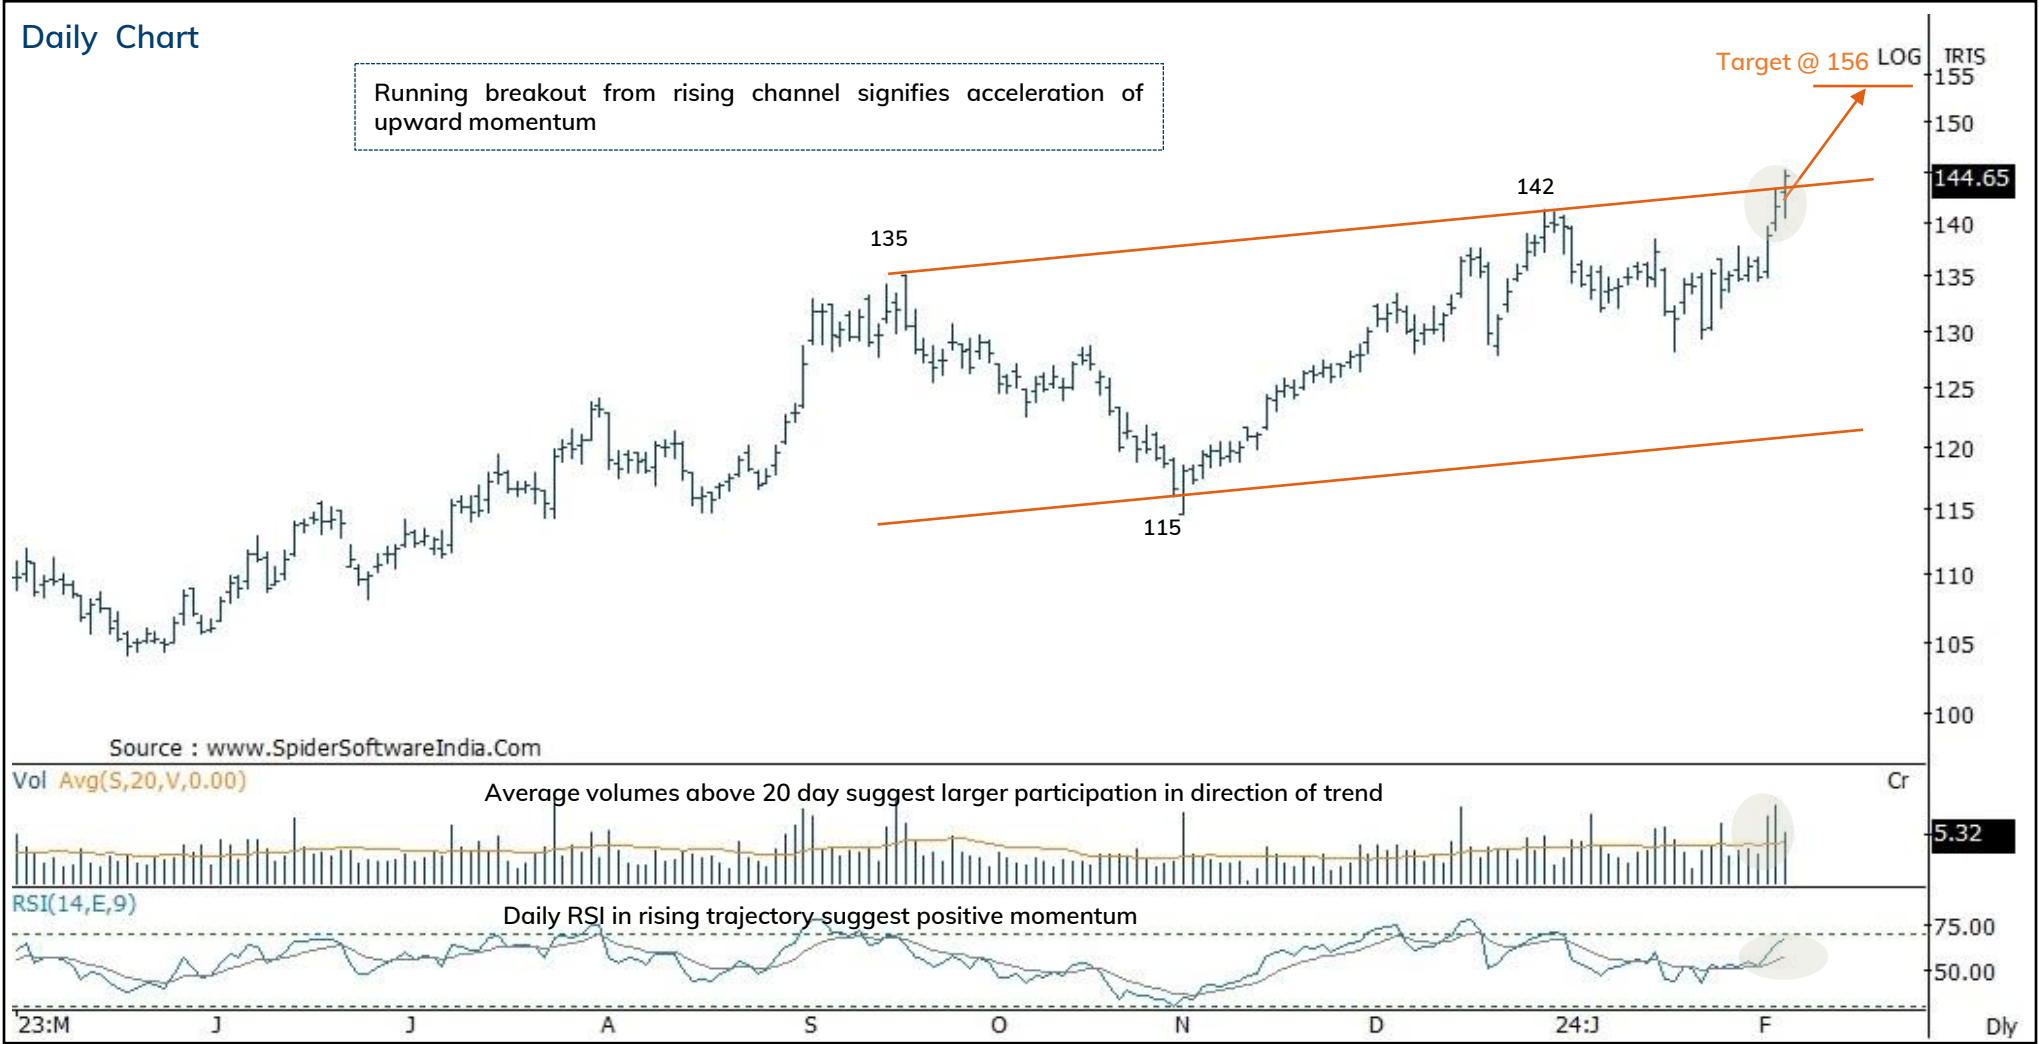 Daily Chart
Target @ 156
LOG
155
Running breakout from rising channel signifies acceleration of
upward momentum
150
144.65
142
140
135
135
130
125
120
115
115
110
105
100
Source : www.SpiderSoftwareIndia.Com
Vol Avg(S,20,V,0.00)
Cr
Average volumes above 20 day suggest larger participation in direction of trend
5.32
RSI(14,E,9)
Daily RSI in rising trajectory suggest positive momentum
75.00
50.00
'23:M J J A S O N D 24:J F
Dly